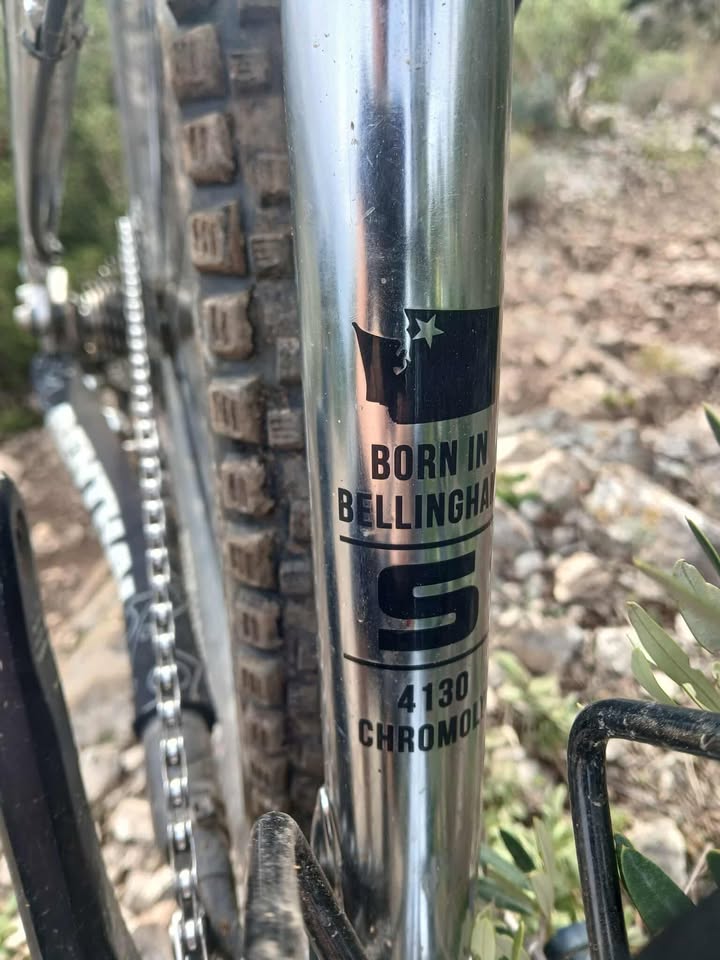 BORN IN
BELLINGHA
S
4130
CHROMOLY